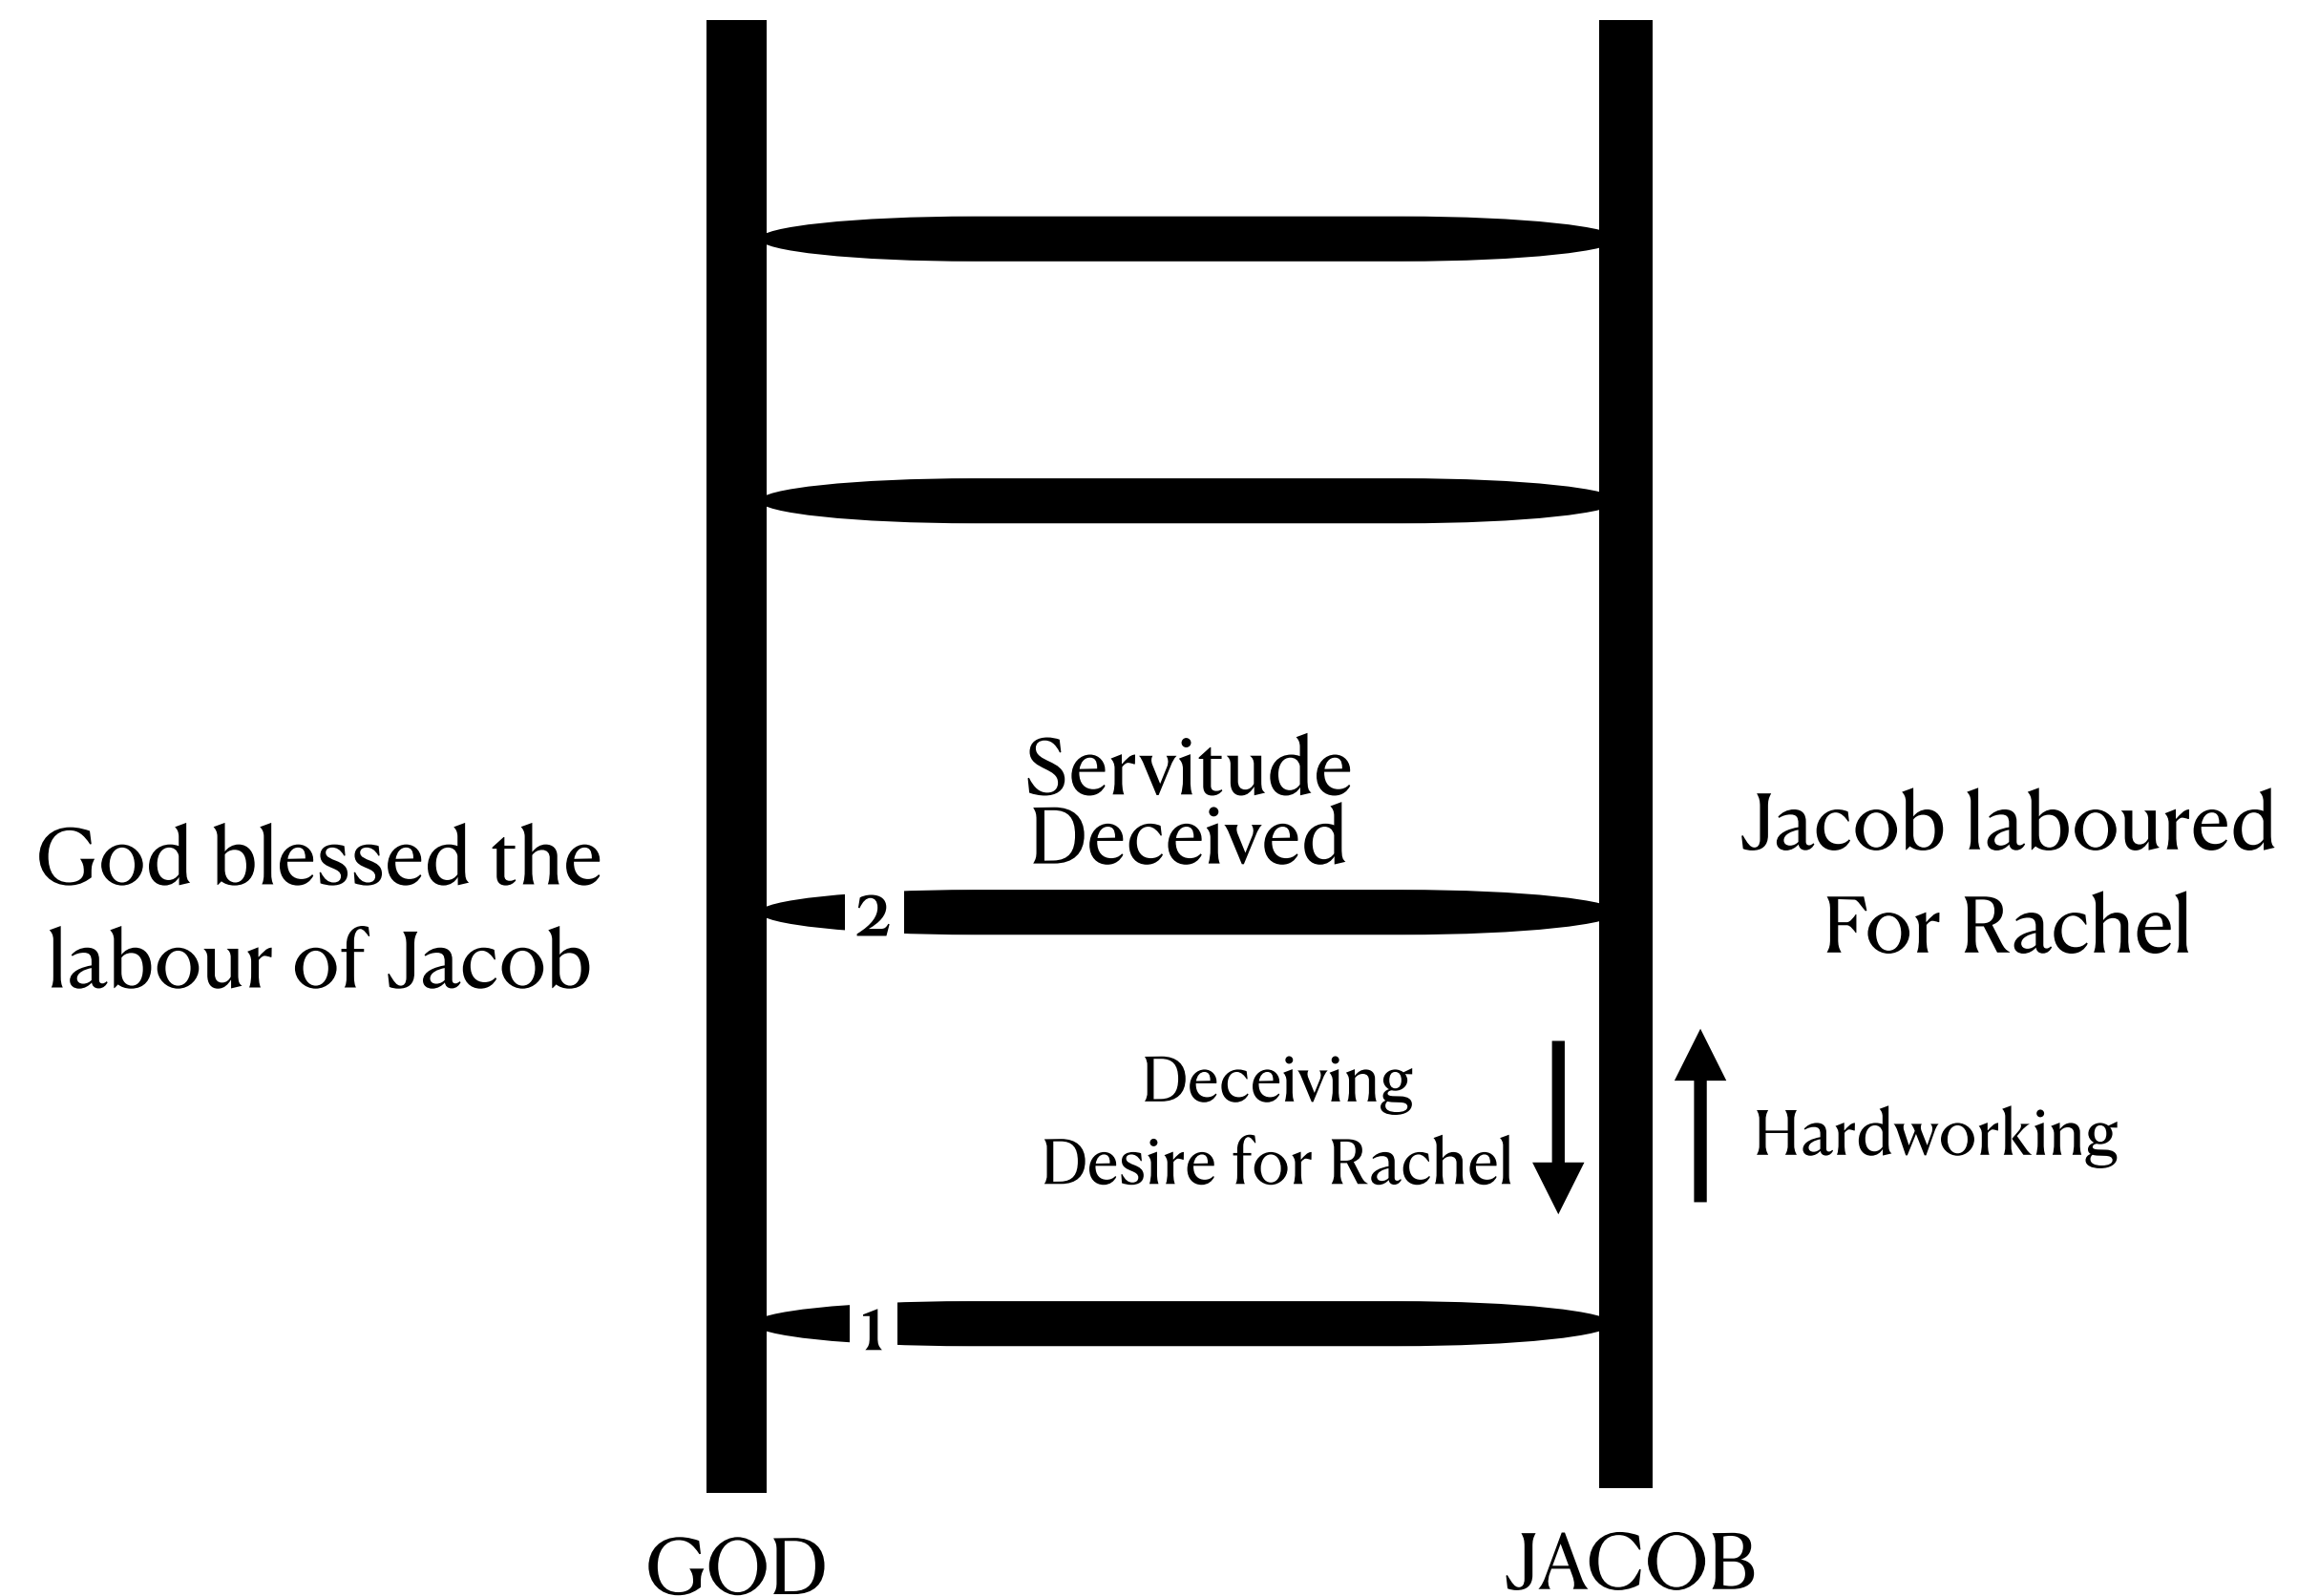 Servitude
Deceived
God blessed the
labour of Jacob
2
Jacob laboured
For Rachel
Deceiving
Desire for Rachel
Hardworking
1
GOD
JACOB